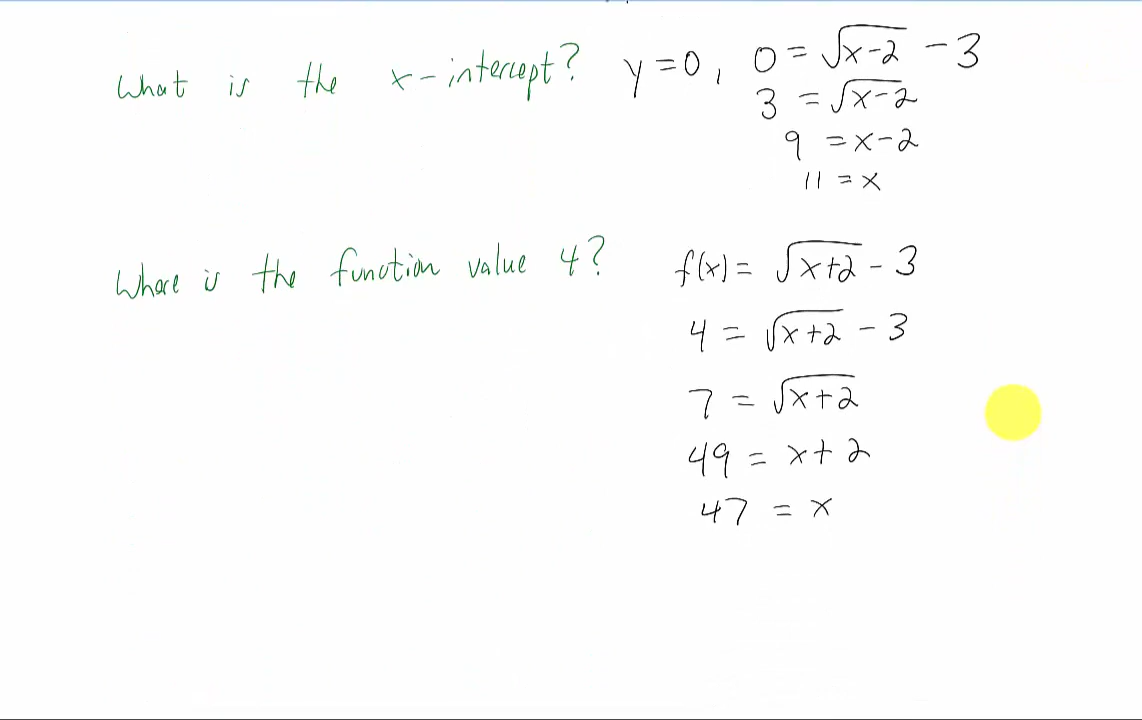 What is the x-intercept? y=0, 0=√x-2 -3
3 =√x-2
9 =x-2
11 =x
Where is the function value 4? f(x)= √x+2 - 3
4 = √x+2 - 3
7 = √x+2
49 = x+2
47 = x